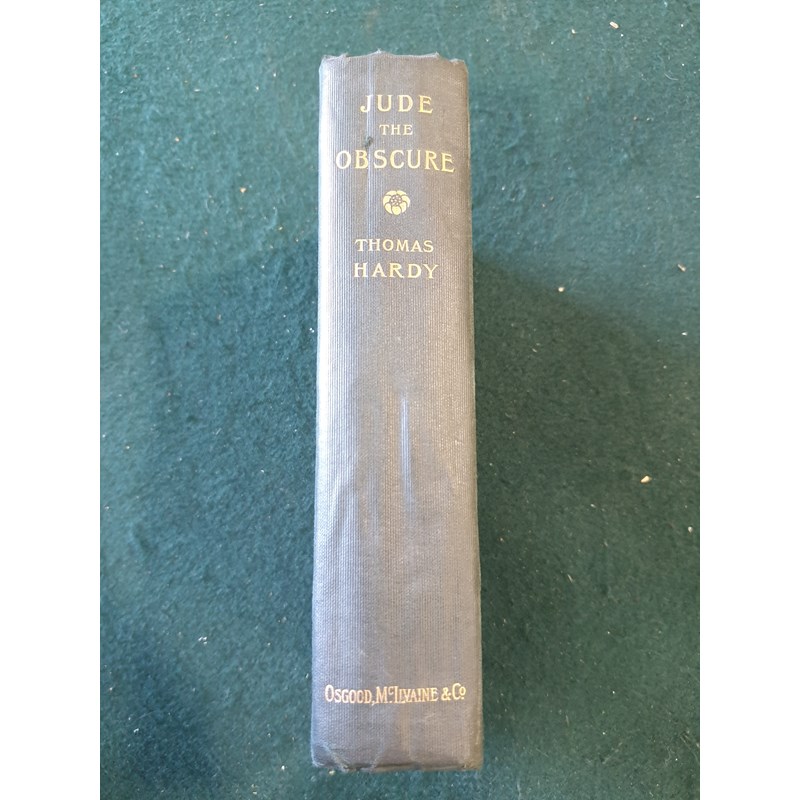 JUDE
THE
OBSCURE
THOMAS
HARDY
OSGOOD, McILVAINE & Co